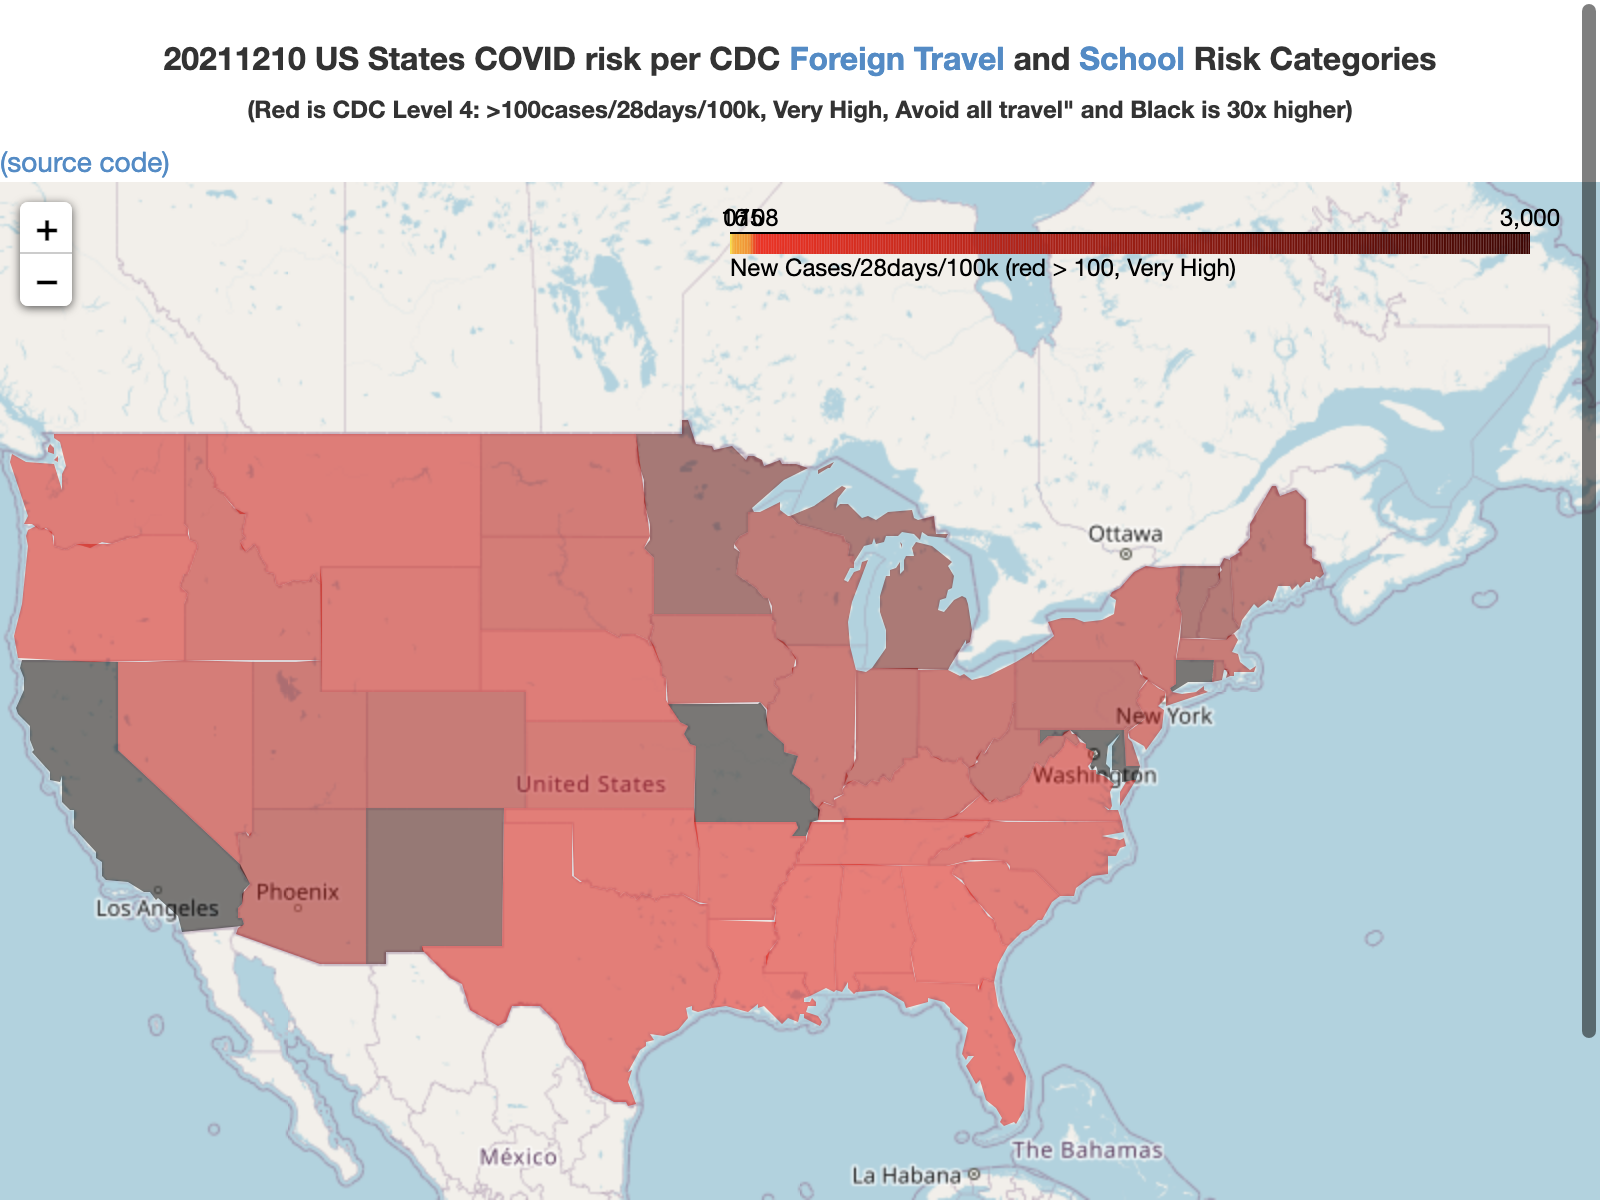 20211210 US States COVID risk per CDC Foreign Travel and School Risk Categories
(Red is CDC Level 4: >100cases/28days/100k, Very High, Avoid all travel" and Black is 30x higher)
(source code)
+
−
3,000
New Cases/28days/100k (red > 100, Very High)
Ottawa
New York
Washington
United States
Phoenix
Los Angeles
México
The Bahamas
La Habana